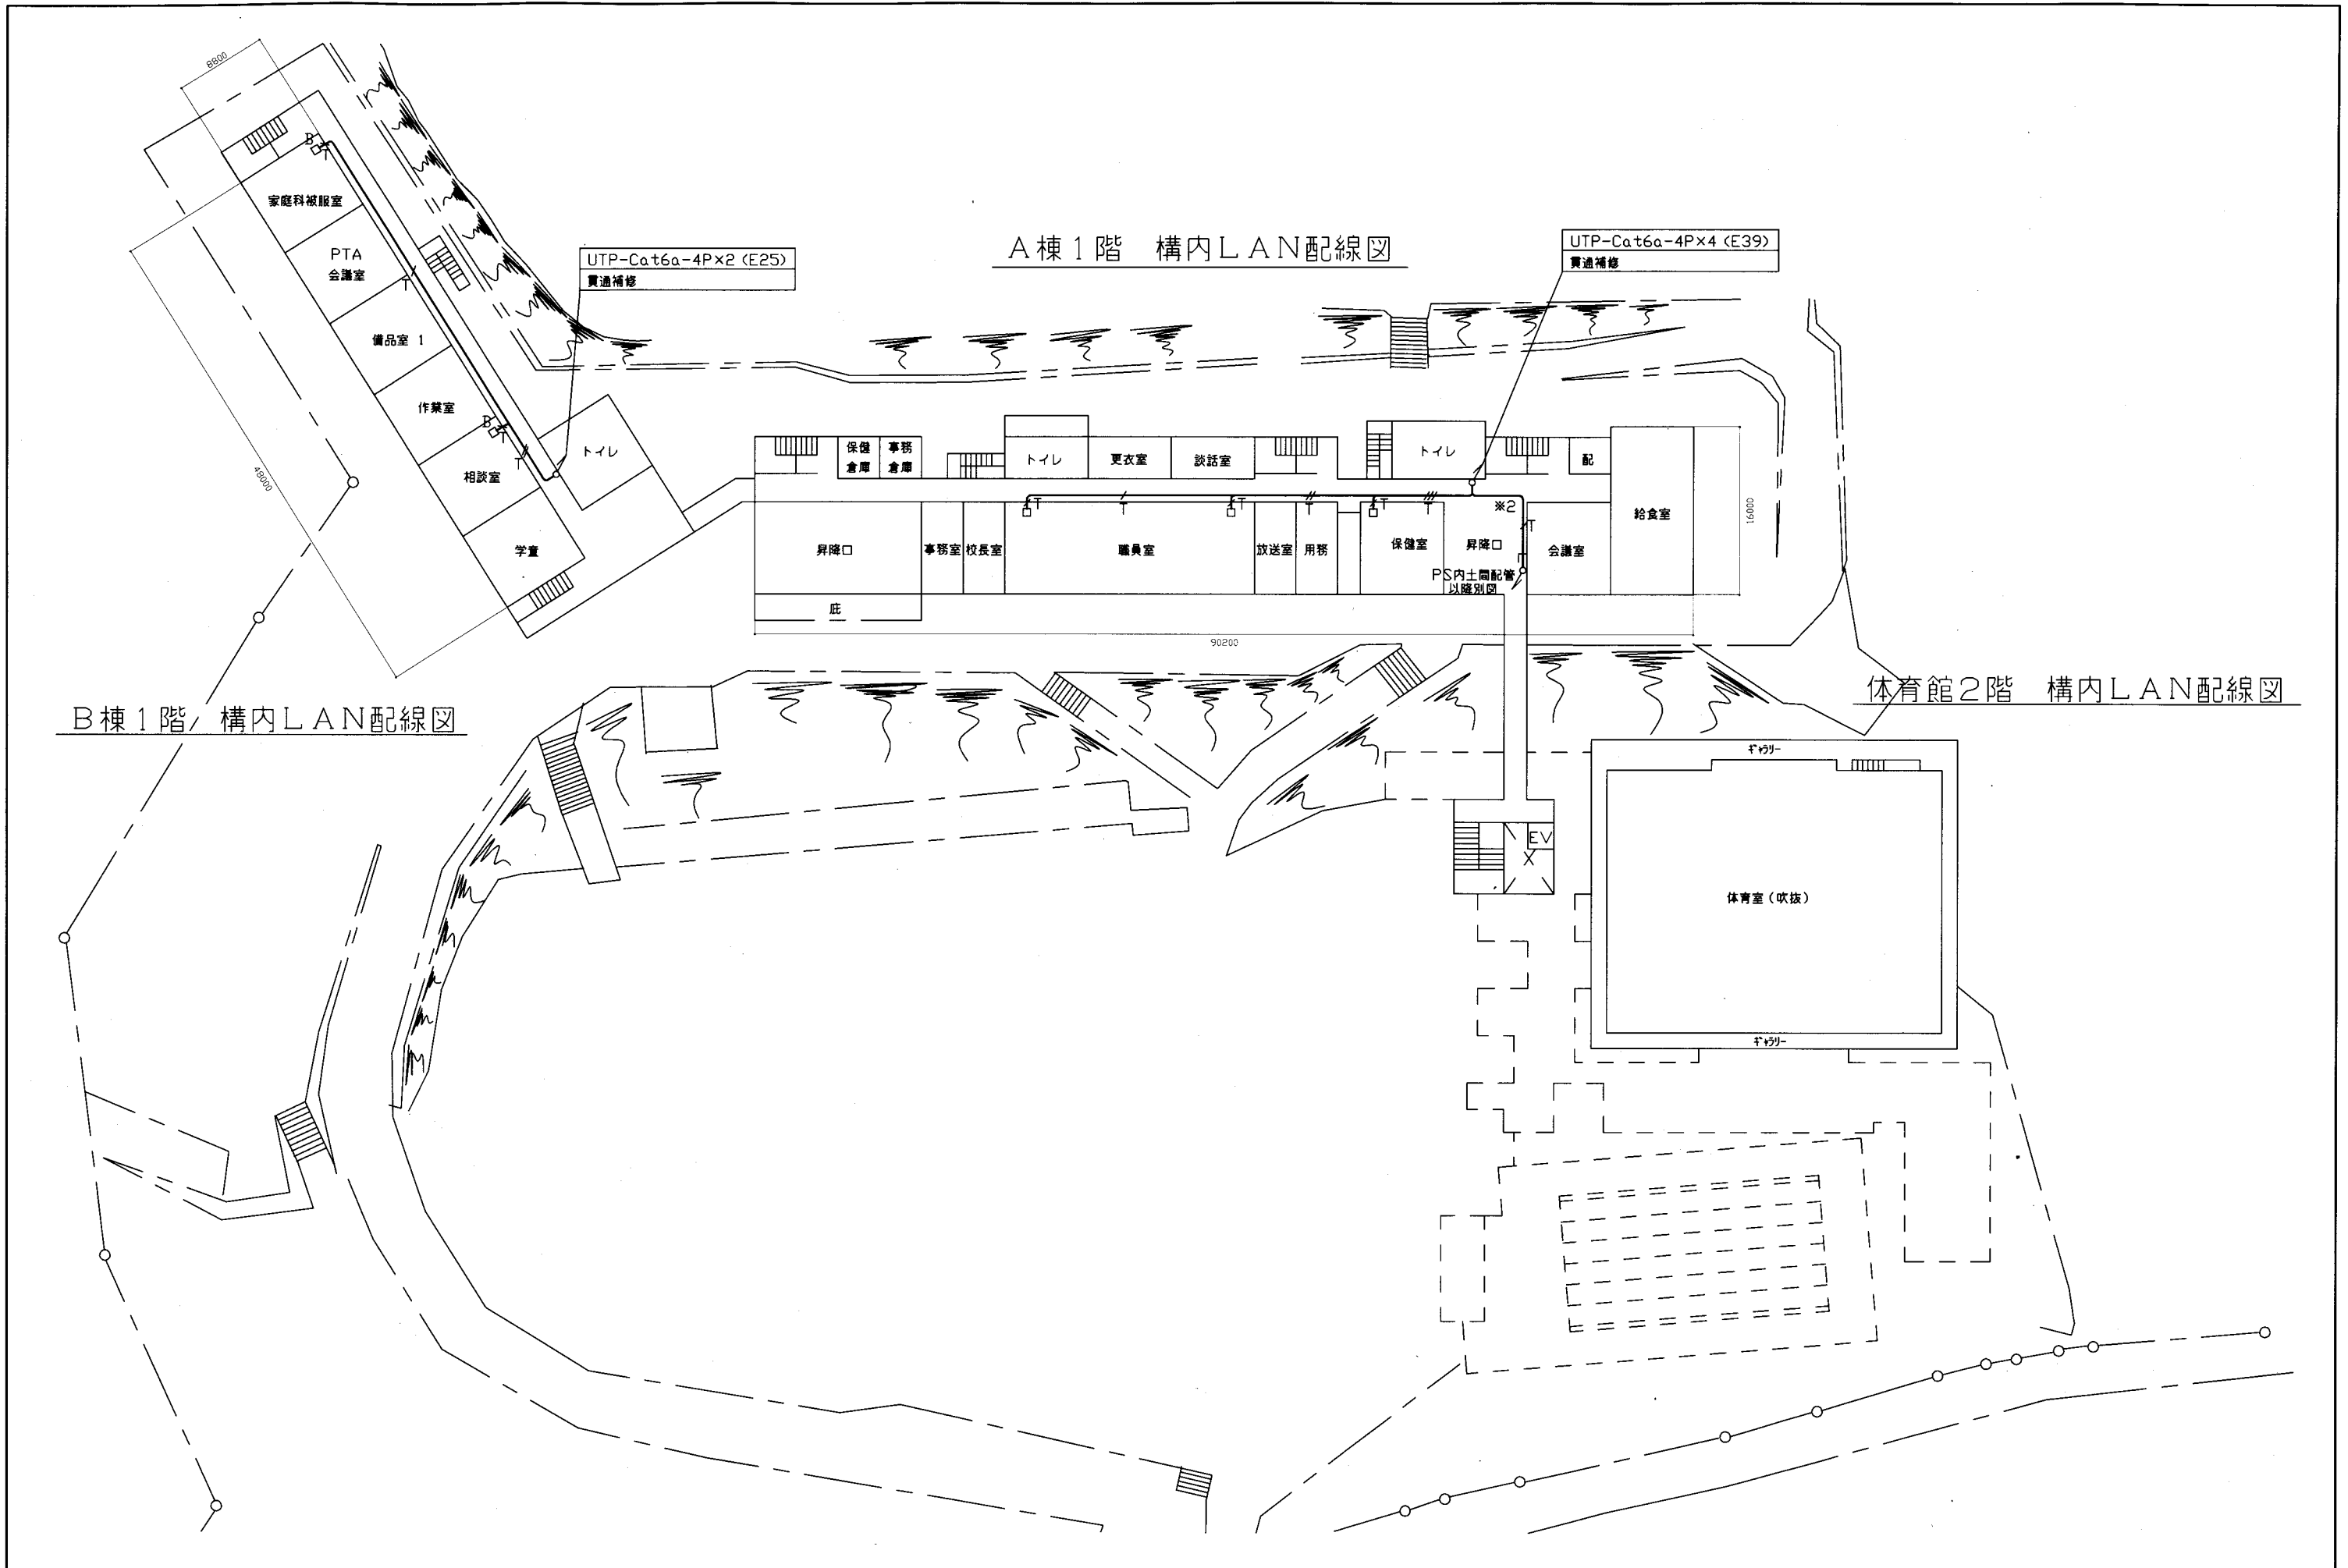 8800
家庭科被服室
PTA
会議室
備品室 1
作業室
相談室
学童
トイレ
48000
B
B
T
T
T
T
UTP-Cat6a-4P×2 (E25)
貫通補修
A棟1階 構内LAN配線図
UTP-Cat6a-4P×4 (E39)
貫通補修
保健
倉庫
事務
倉庫
トイレ
更衣室
談話室
トイレ
配
給食室
16000
T
T
T
T
T
T
T
※2
昇降口
事務室
校長室
職員室
放送室
用務
保健室
昇降口
会議室
PS内土間配管
以降別図
庇
90200
B棟1階 構内LAN配線図
体育館2階 構内LAN配線図
ギャラリー
EV
体育室(吹抜)
ギャラリー